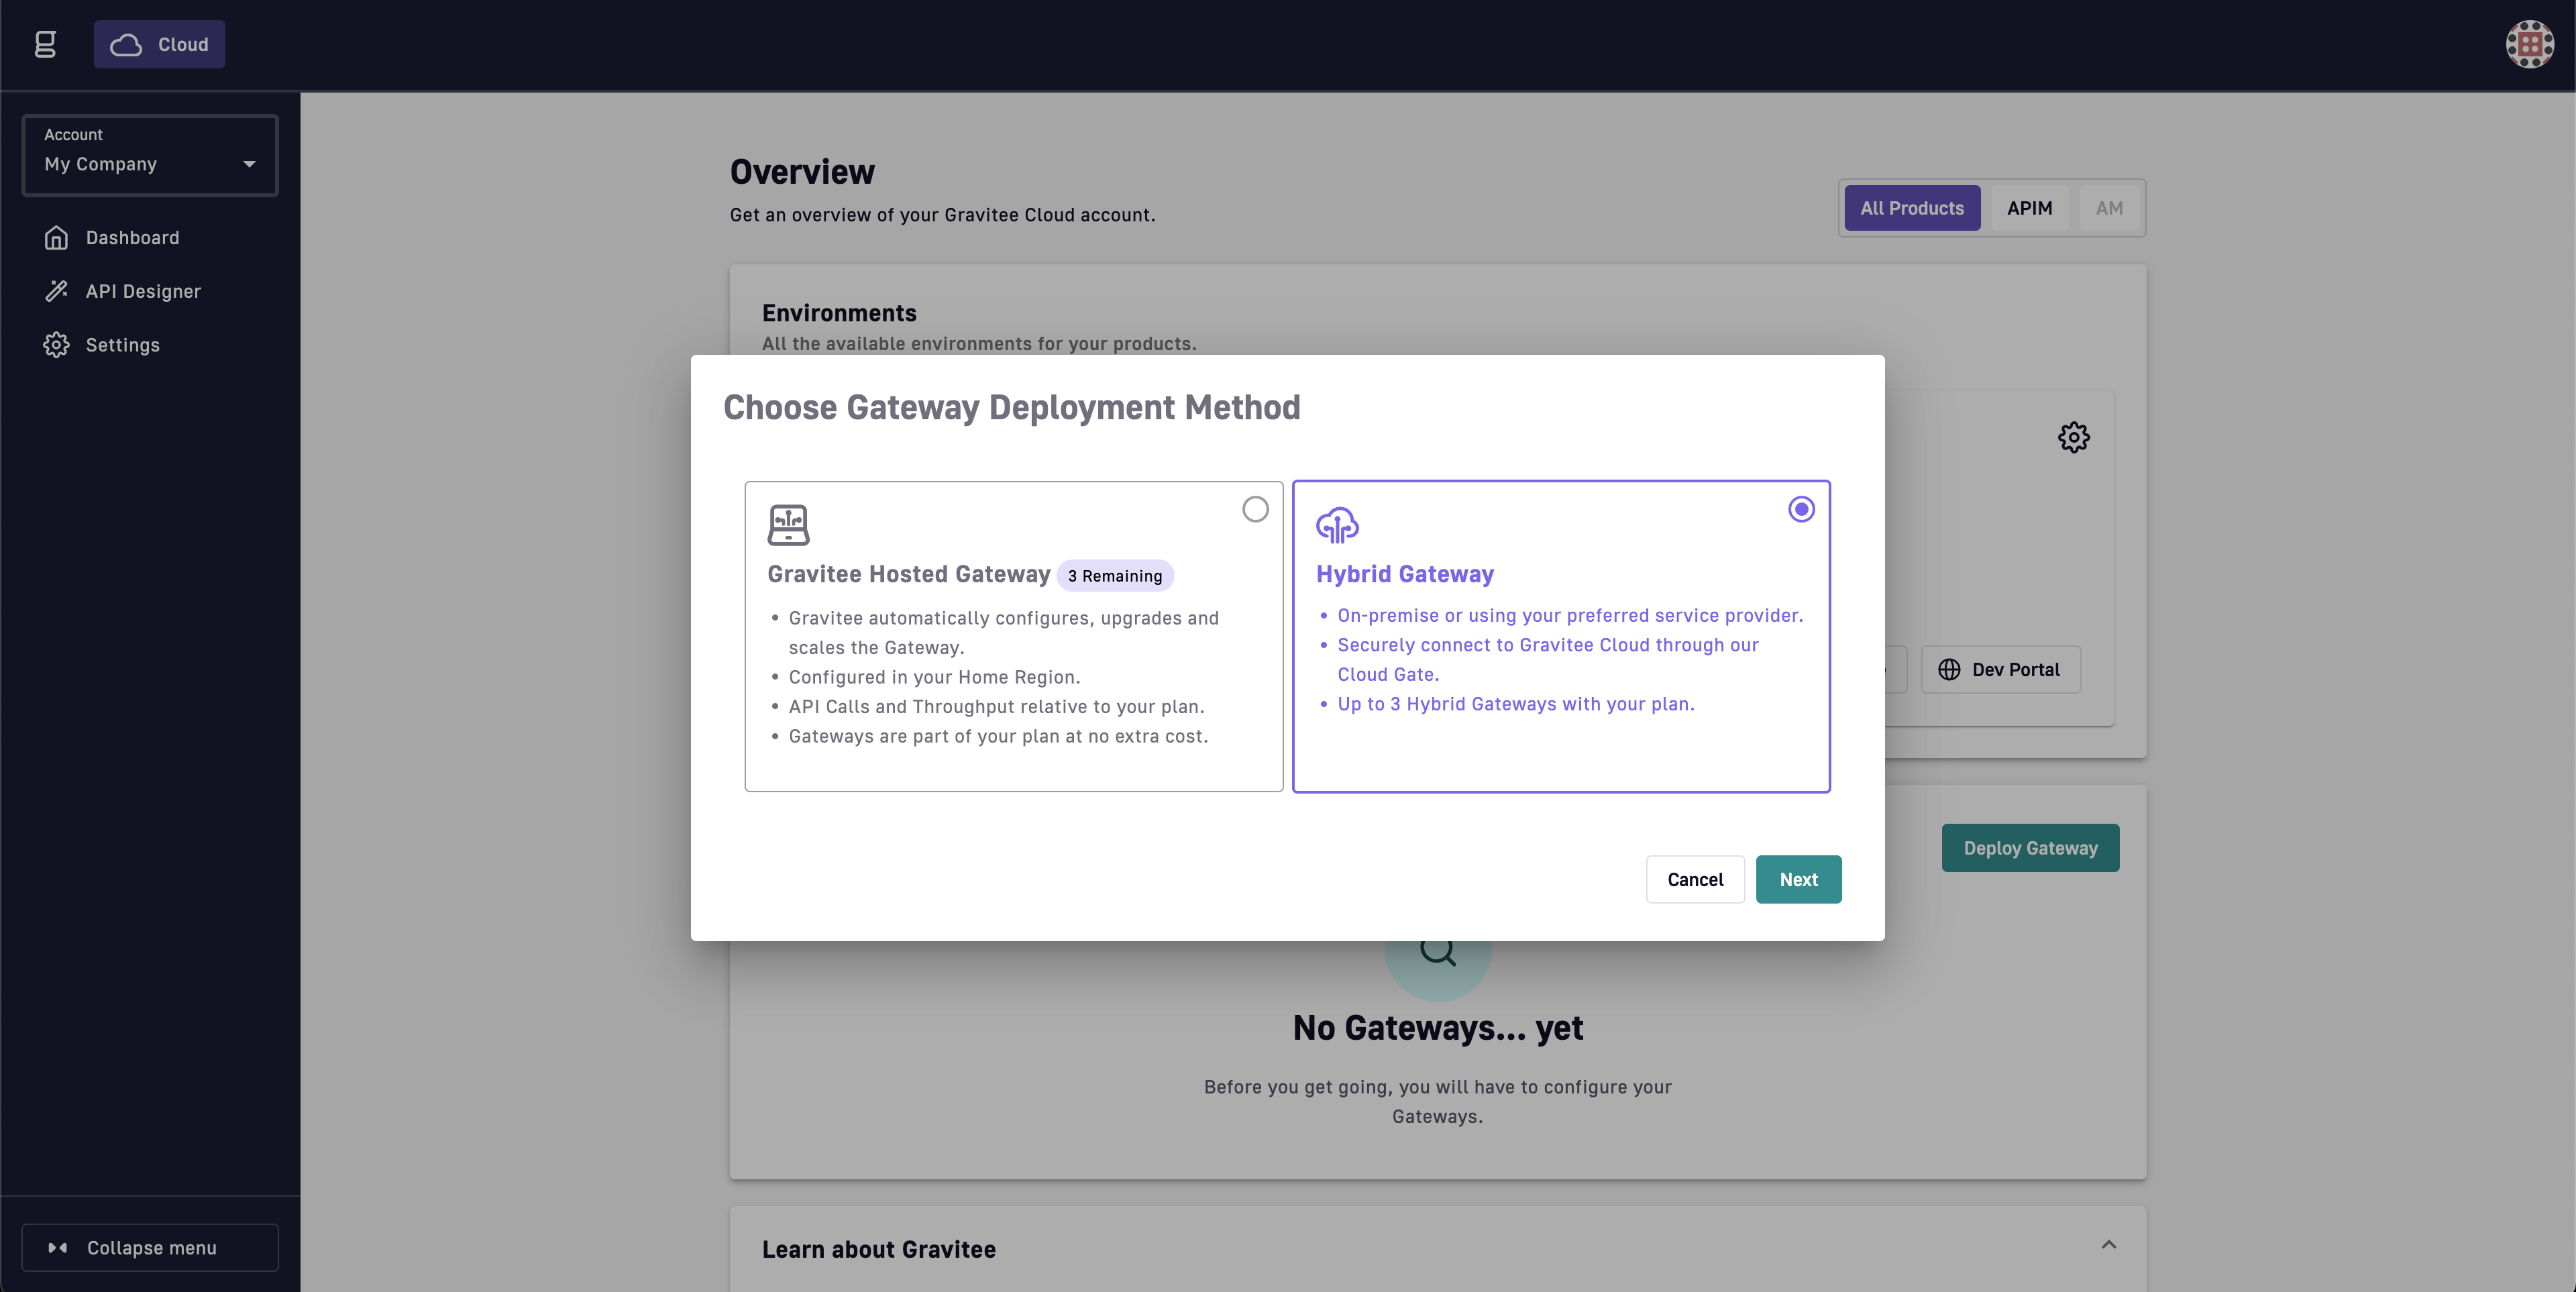 Cloud
Account
My Company
Dashboard
API Designer
Settings
Collapse menu
Overview
Get an overview of your Gravitee Cloud account.
All Products
APIM
AM
Environments
All the available environments for your products.
Choose Gateway Deployment Method
Gravitee Hosted Gateway 3 Remaining
• Gravitee automatically configures, upgrades and
scales the Gateway.
• Configured in your Home Region.
• API Calls and Throughput relative to your plan.
• Gateways are part of your plan at no extra cost.
Hybrid Gateway
• On-premise or using your preferred service provider.
• Securely connect to Gravitee Cloud through our
Cloud Gate.
• Up to 3 Hybrid Gateways with your plan.
Cancel
Next
Dev Portal
Deploy Gateway
No Gateways... yet
Before you get going, you will have to configure your
Gateways.
Learn about Gravitee